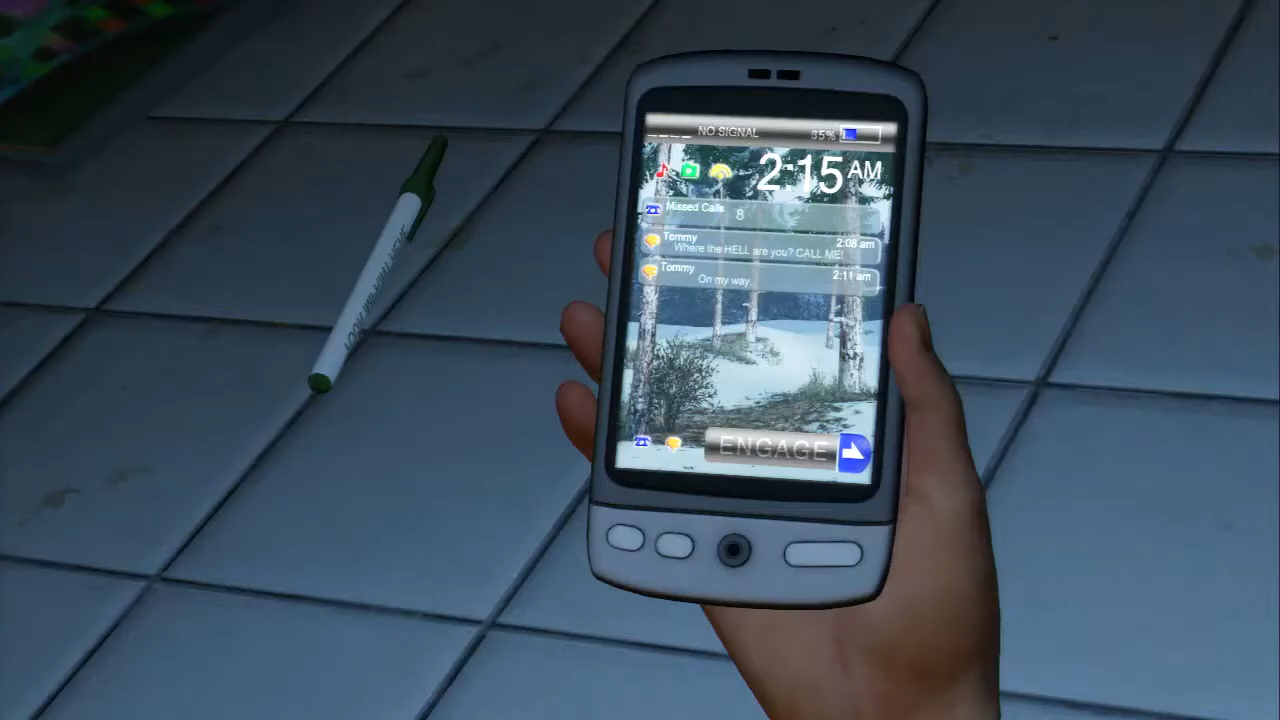 NO SIGNAL 35%
2:15 AM
Missed Calls
8
Tommy 2:08 am
Where the HELL are you? CALL ME!
Tommy 2:11 am
On my way.
ENGAGE